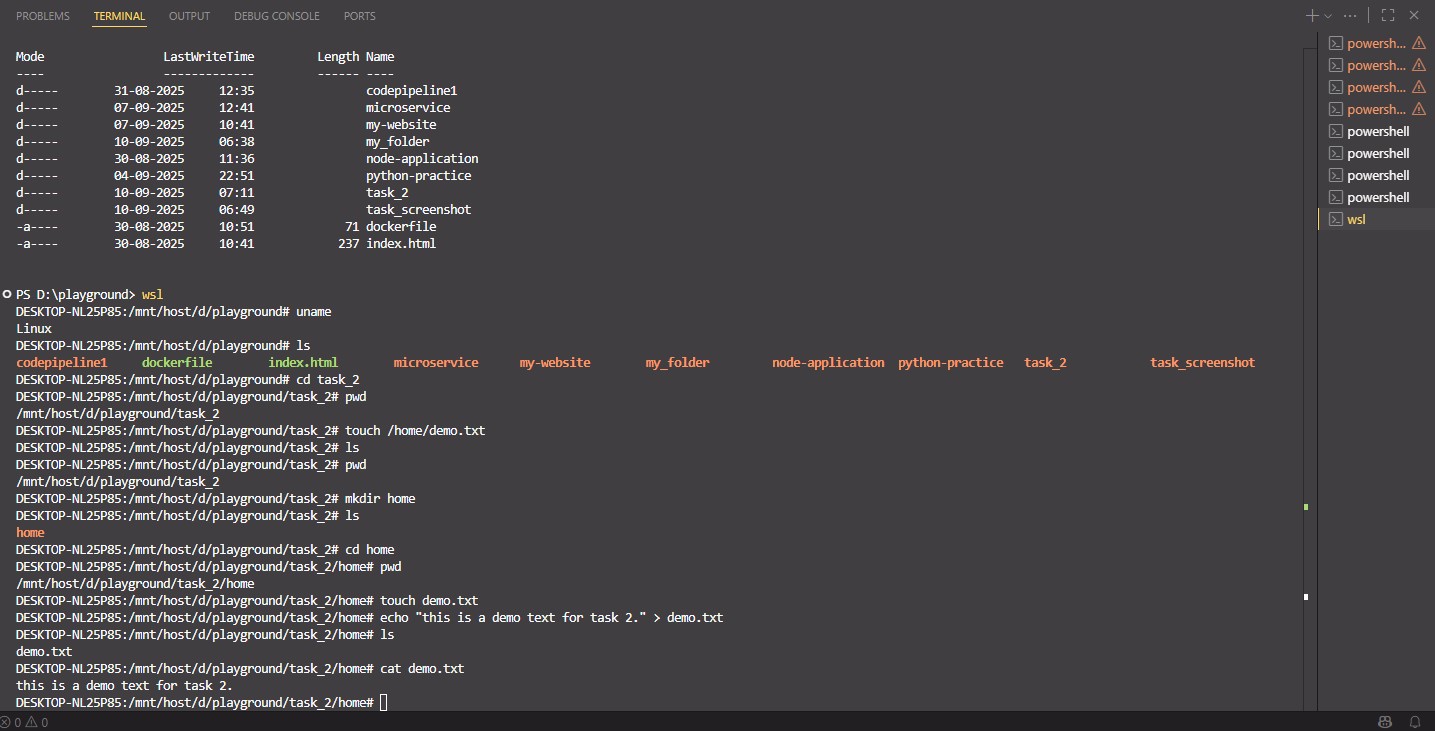 PROBLEMS TERMINAL OUTPUT DEBUG CONSOLE PORTS
Mode LastWriteTime Length Name
---- ------------- ------ ----
d----- 31-08-2025 12:35 codepipeline1
d----- 07-09-2025 12:41 microservice
d----- 07-09-2025 10:41 my-website
d----- 10-09-2025 06:38 my_folder
d----- 30-08-2025 11:36 node-application
d----- 04-09-2025 22:51 python-practice
d----- 10-09-2025 07:11 task_2
d----- 10-09-2025 06:49 task_screenshot
-a---- 30-08-2025 10:51 71 dockerfile
-a---- 30-08-2025 10:41 237 index.html
PS D:\playground> wsl
DESKTOP-NL25P85:/mnt/host/d/playground# uname
Linux
DESKTOP-NL25P85:/mnt/host/d/playground# ls
codepipeline1 dockerfile index.html microservice my-website my_folder node-application python-practice task_2 task_screenshot
DESKTOP-NL25P85:/mnt/host/d/playground# cd task_2
DESKTOP-NL25P85:/mnt/host/d/playground/task_2# pwd
/mnt/host/d/playground/task_2
DESKTOP-NL25P85:/mnt/host/d/playground/task_2# touch /home/demo.txt
DESKTOP-NL25P85:/mnt/host/d/playground/task_2# ls
DESKTOP-NL25P85:/mnt/host/d/playground/task_2# pwd
/mnt/host/d/playground/task_2
DESKTOP-NL25P85:/mnt/host/d/playground/task_2# mkdir home
DESKTOP-NL25P85:/mnt/host/d/playground/task_2# ls
home
DESKTOP-NL25P85:/mnt/host/d/playground/task_2# cd home
DESKTOP-NL25P85:/mnt/host/d/playground/task_2/home# pwd
/mnt/host/d/playground/task_2/home
DESKTOP-NL25P85:/mnt/host/d/playground/task_2/home# touch demo.txt
DESKTOP-NL25P85:/mnt/host/d/playground/task_2/home# echo "this is a demo text for task 2." > demo.txt
DESKTOP-NL25P85:/mnt/host/d/playground/task_2/home# ls
demo.txt
DESKTOP-NL25P85:/mnt/host/d/playground/task_2/home# cat demo.txt
this is a demo text for task 2.
DESKTOP-NL25P85:/mnt/host/d/playground/task_2/home#
powersh...
powersh...
powersh...
powersh...
powershell
powershell
powershell
powershell
wsl
0 0